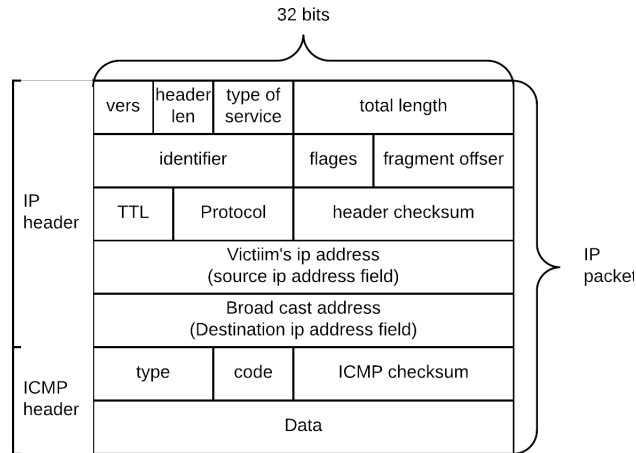 32 bits
vers
header
len
type of
service
total length
identifier
flages
fragment offser
IP
header
TTL
Protocol
header checksum
Victiim's ip address
(source ip address field)
IP
packet
Broad cast address
(Destination ip address field)
ICMP
header
type
code
ICMP checksum
Data